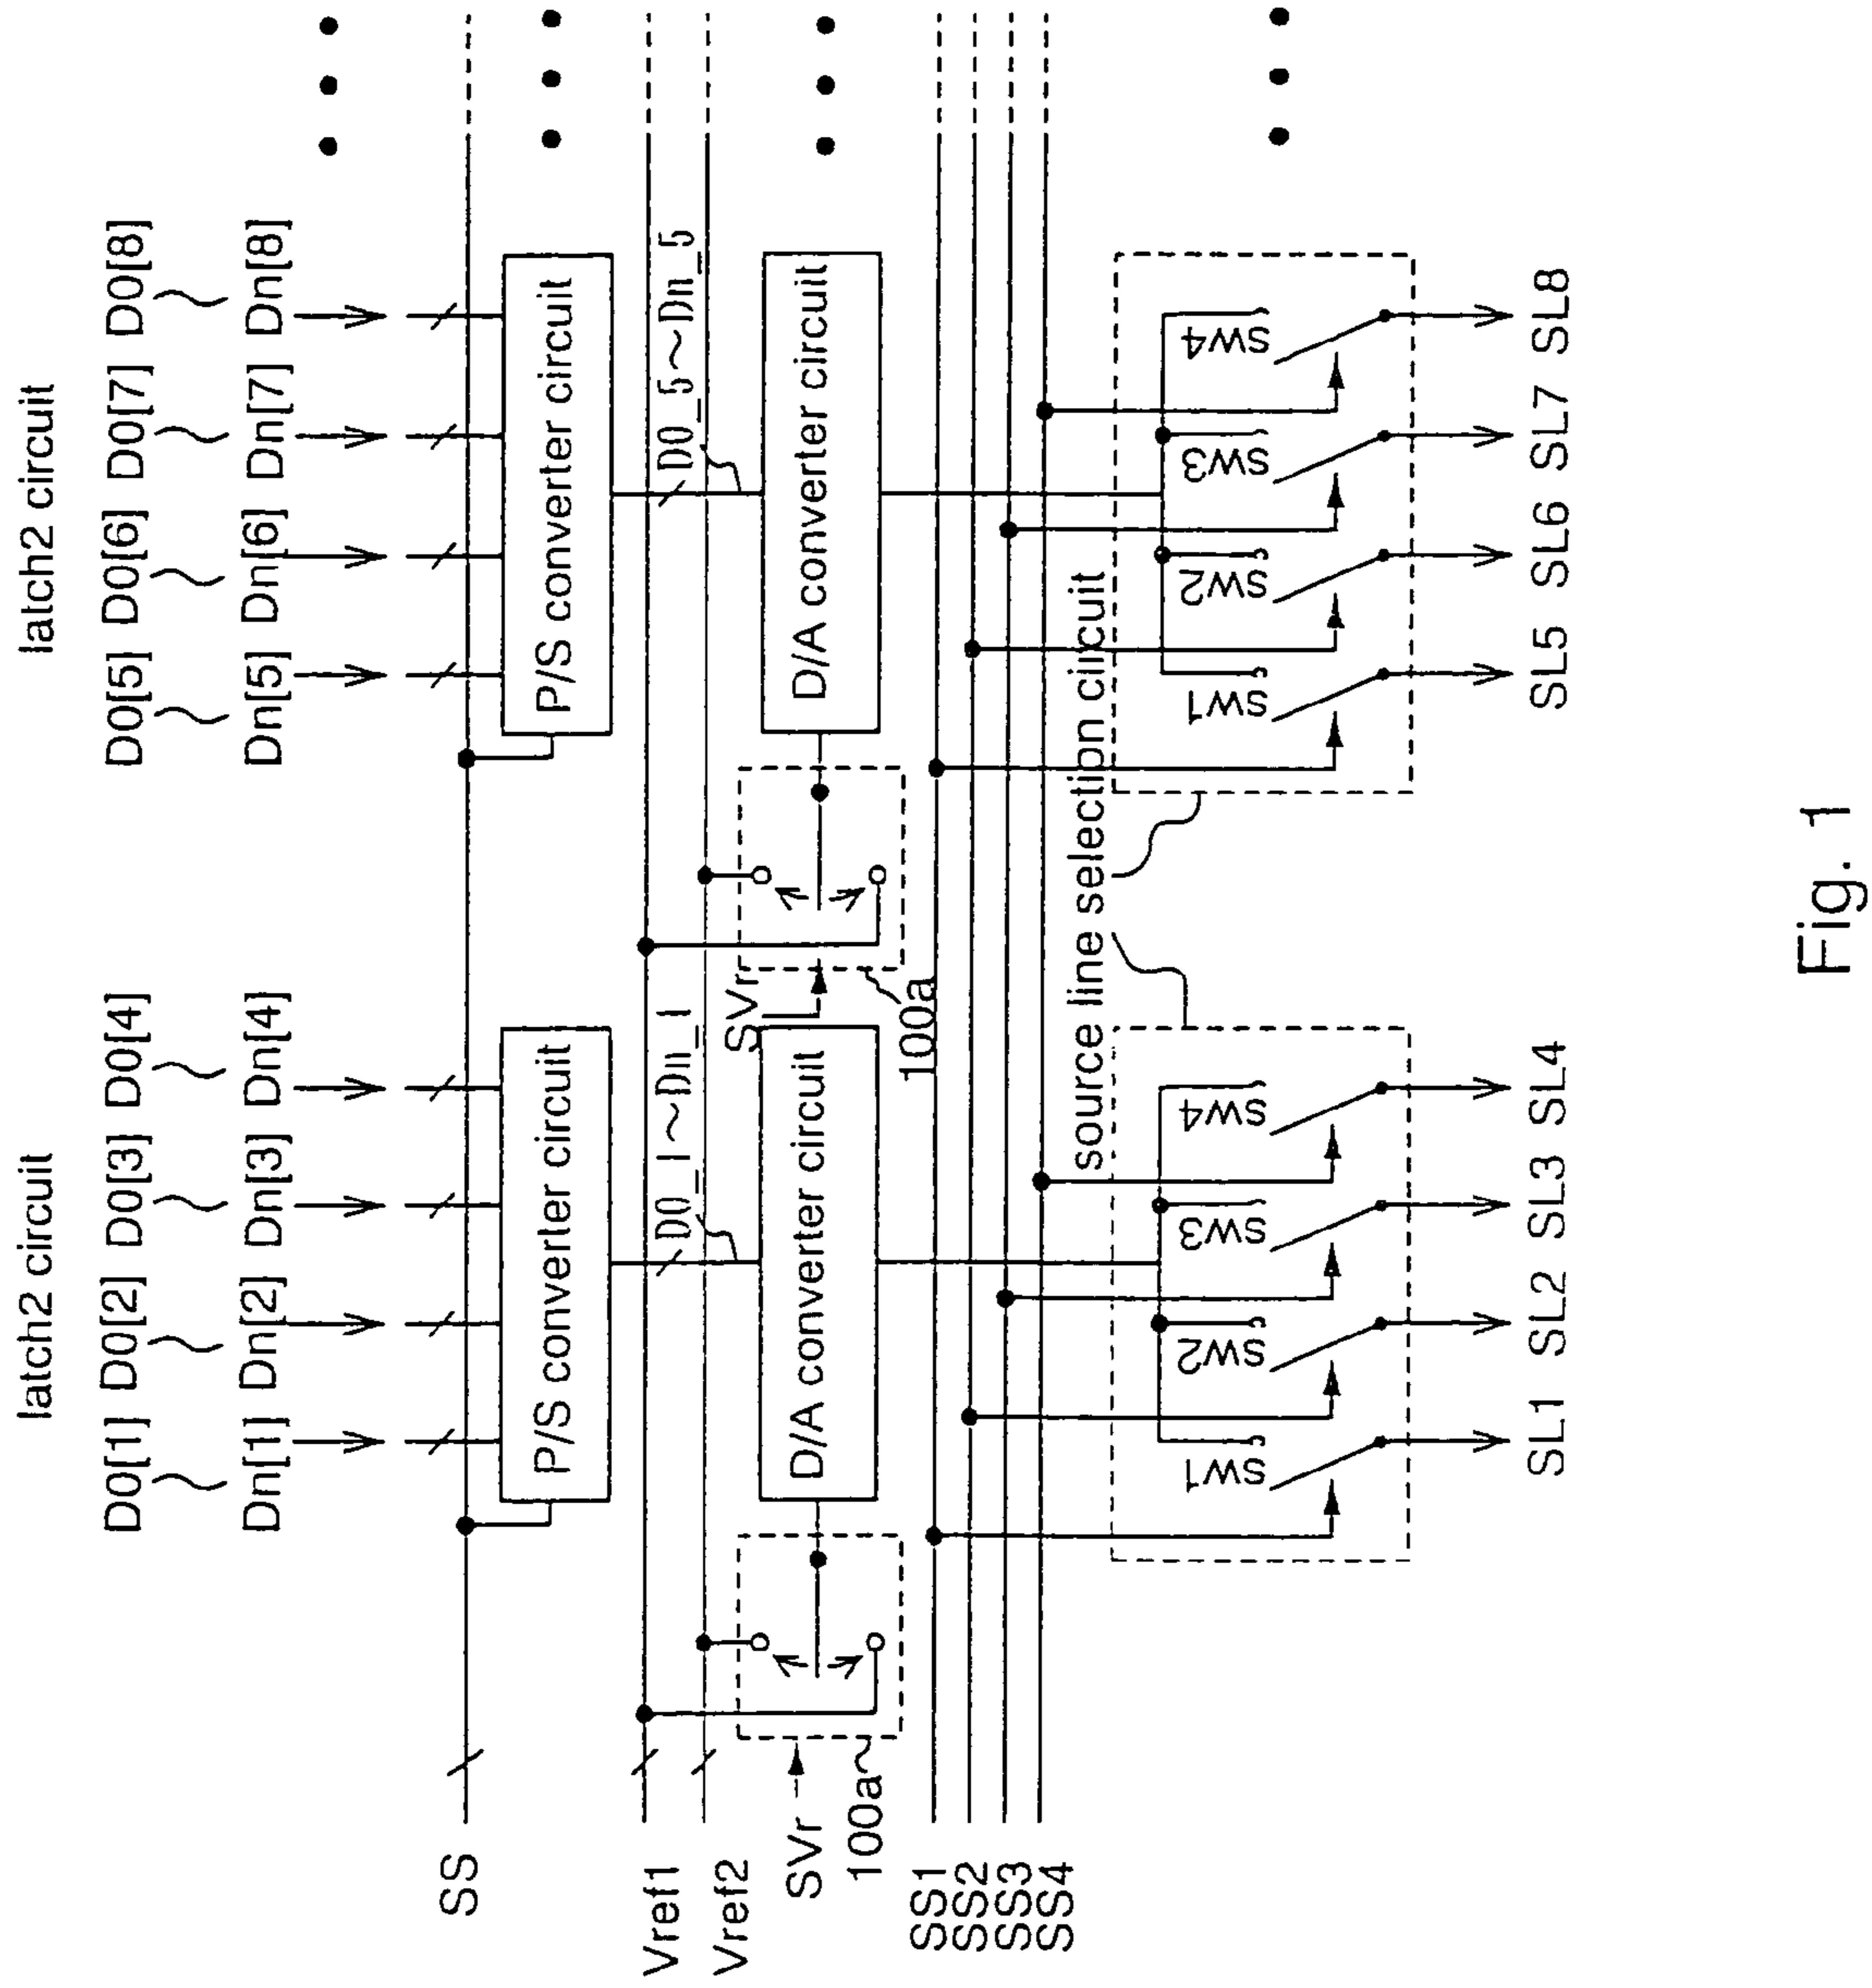 latch2 circuit
latch2 circuit
D0[1] D0[2] D0[3] D0[4]
D0[5] D0[6] D0[7] D0[8]
Dn[1] Dn[2] Dn[3] Dn[4]
Dn[5] Dn[6] Dn[7] Dn[8]
SS
P/S converter circuit
P/S converter circuit
Vref1
D0_1~Dn_1
D0_5~Dn_5
Vref2
SVr
D/A converter circuit
SVr
D/A converter circuit
100a
100a
SS1
SS2
SS3
SS4
source line selection circuit
SW1
SW2
SW3
SW4
SW1
SW2
SW3
SW4
SL1 SL2 SL3 SL4
SL5 SL6 SL7 SL8
Fig. 1